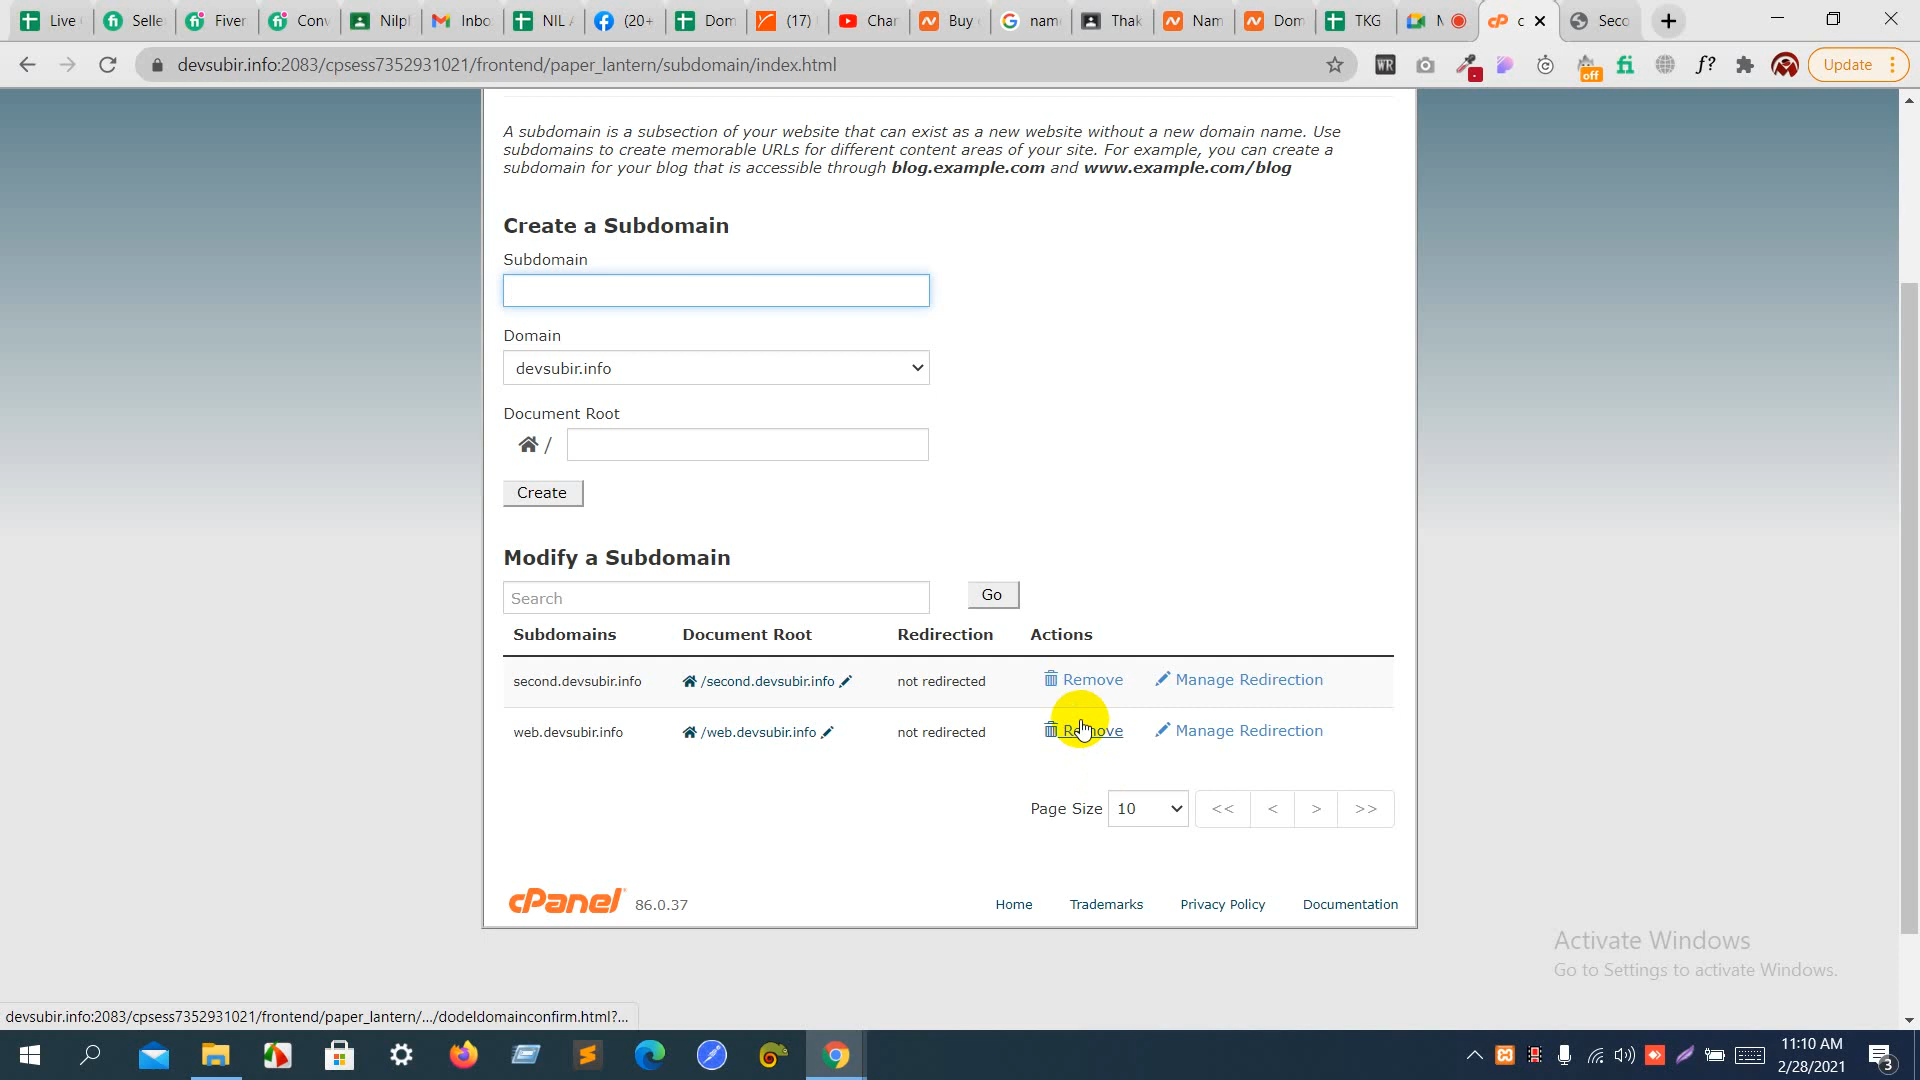 Live
Selle
Fiver
Conv
Nilph
Inbo
NIL A
(20+
Dom
(17)
Char
Buy
nam
Thak
Nam
Dom
TKG
M
c
Seco
devsubir.info:2083/cpsess7352931021/frontend/paper_lantern/subdomain/index.html
WR
off
f?
Update
A subdomain is a subsection of your website that can exist as a new website without a new domain name. Use
subdomains to create memorable URLs for different content areas of your site. For example, you can create a
subdomain for your blog that is accessible through blog.example.com and www.example.com/blog
Create a Subdomain
Subdomain
Domain
devsubir.info
Document Root
/
Create
Modify a Subdomain
Search
Go
Subdomains Document Root Redirection Actions
second.devsubir.info /second.devsubir.info not redirected Remove Manage Redirection
web.devsubir.info /web.devsubir.info not redirected Remove Manage Redirection
Page Size 10 << < > >>
cPanel 86.0.37 Home Trademarks Privacy Policy Documentation
Activate Windows
Go to Settings to activate Windows.
devsubir.info:2083/cpsess7352931021/frontend/paper_lantern/.../dodeldomainconfirm.html?...
11:10 AM
2/28/2021
3